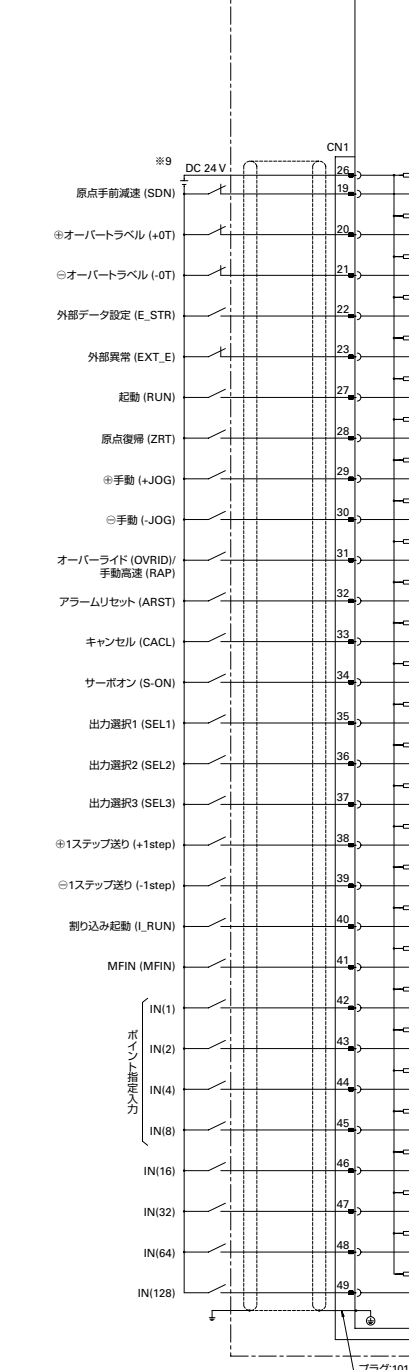 CN1
※9
DC 24 V
26
原点手前減速 (SDN) 19
⊕オーバートラベル (+0T) 20
⊖オーバートラベル (-0T) 21
外部データ設定 (E_STR) 22
外部異常 (EXT_E) 23
起動 (RUN) 27
原点復帰 (ZRT) 28
⊕手動 (+JOG) 29
⊖手動 (-JOG) 30
オーバーライド (OVRID)/ 31
手動高速 (RAP)
アラームリセット (ARST) 32
キャンセル (CACL) 33
サーボオン (S-ON) 34
出力選択1 (SEL1) 35
出力選択2 (SEL2) 36
出力選択3 (SEL3) 37
⊕1ステップ送り (+1step) 38
⊖1ステップ送り (-1step) 39
割り込み起動 (I_RUN) 40
MFIN (MFIN) 41
ポイント指定入力
IN(1) 42
IN(2) 43
IN(4) 44
IN(8) 45
IN(16) 46
IN(32) 47
IN(64) 48
IN(128) 49
プラグ:101